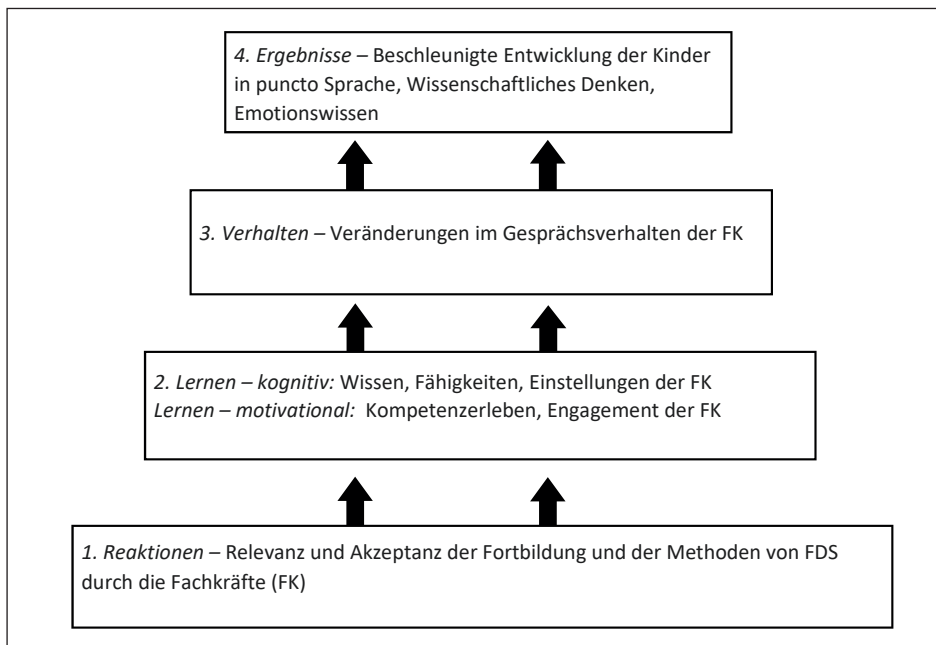 4. Ergebnisse – Beschleunigte Entwicklung der Kinder
in puncto Sprache, Wissenschaftliches Denken,
Emotionswissen
3. Verhalten – Veränderungen im Gesprächsverhalten der FK
2. Lernen – kognitiv: Wissen, Fähigkeiten, Einstellungen der FK
Lernen – motivational: Kompetenzerleben, Engagement der FK
1. Reaktionen – Relevanz und Akzeptanz der Fortbildung und der Methoden von FDS
durch die Fachkräfte (FK)